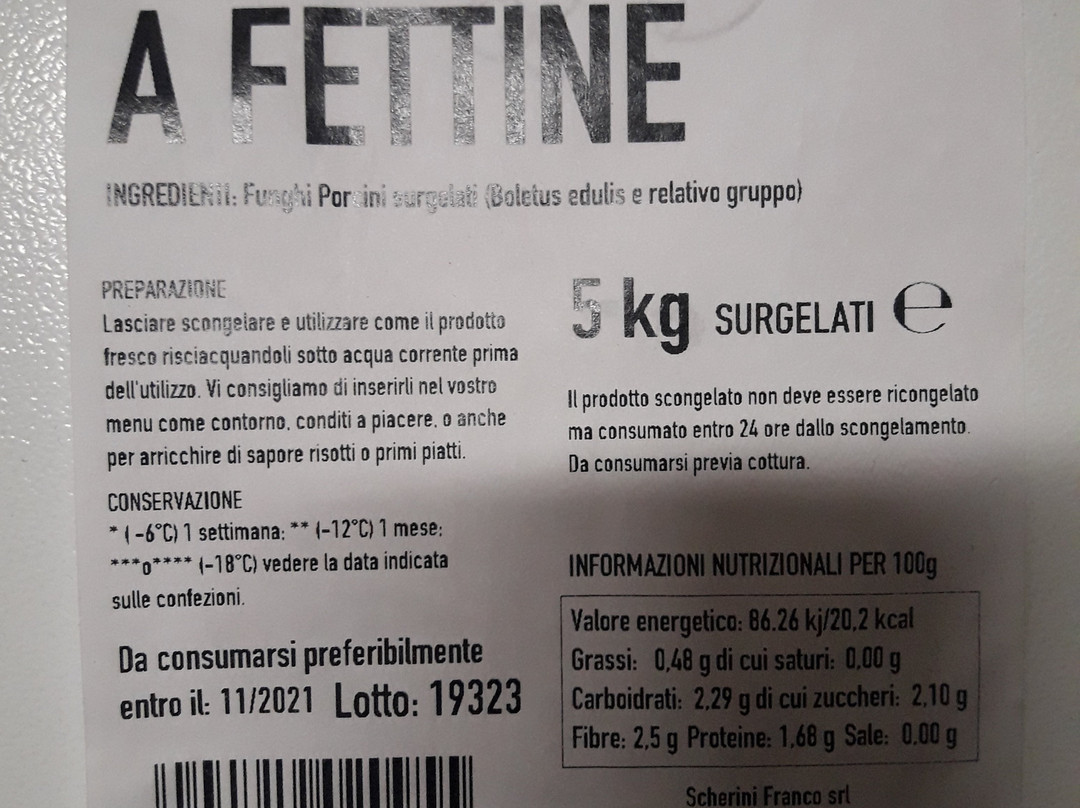 A FETTINE
INGREDIENTI: Funghi Porcini surgelati (Boletus edulis e relativo gruppo)
PREPARAZIONE
Lasciare scongelare e utilizzare come il prodotto
fresco risciacquandoli sotto acqua corrente prima
dell'utilizzo. Vi consigliamo di inserirli nel vostro
menu come contorno, conditi a piacere, o anche
per arricchire di sapore risotti o primi piatti.
CONSERVAZIONE
* (-6°C) 1 settimana; ** (-12°C) 1 mese;
***o**** (-18°C) vedere la data indicata
sulle confezioni.
Da consumarsi preferibilmente
entro il: 11/2021 Lotto: 19323
5 kg SURGELATI ℮
Il prodotto scongelato non deve essere ricongelato
ma consumato entro 24 ore dallo scongelamento.
Da consumarsi previa cottura.
INFORMAZIONI NUTRIZIONALI PER 100g
Valore energetico: 86.26 kj/20,2 kcal
Grassi: 0,48 g di cui saturi: 0,00 g
Carboidrati: 2,29 g di cui zuccheri: 2,10 g
Fibre: 2,5 g Proteine: 1,68 g Sale: 0,00 g
Scherini Franco srl